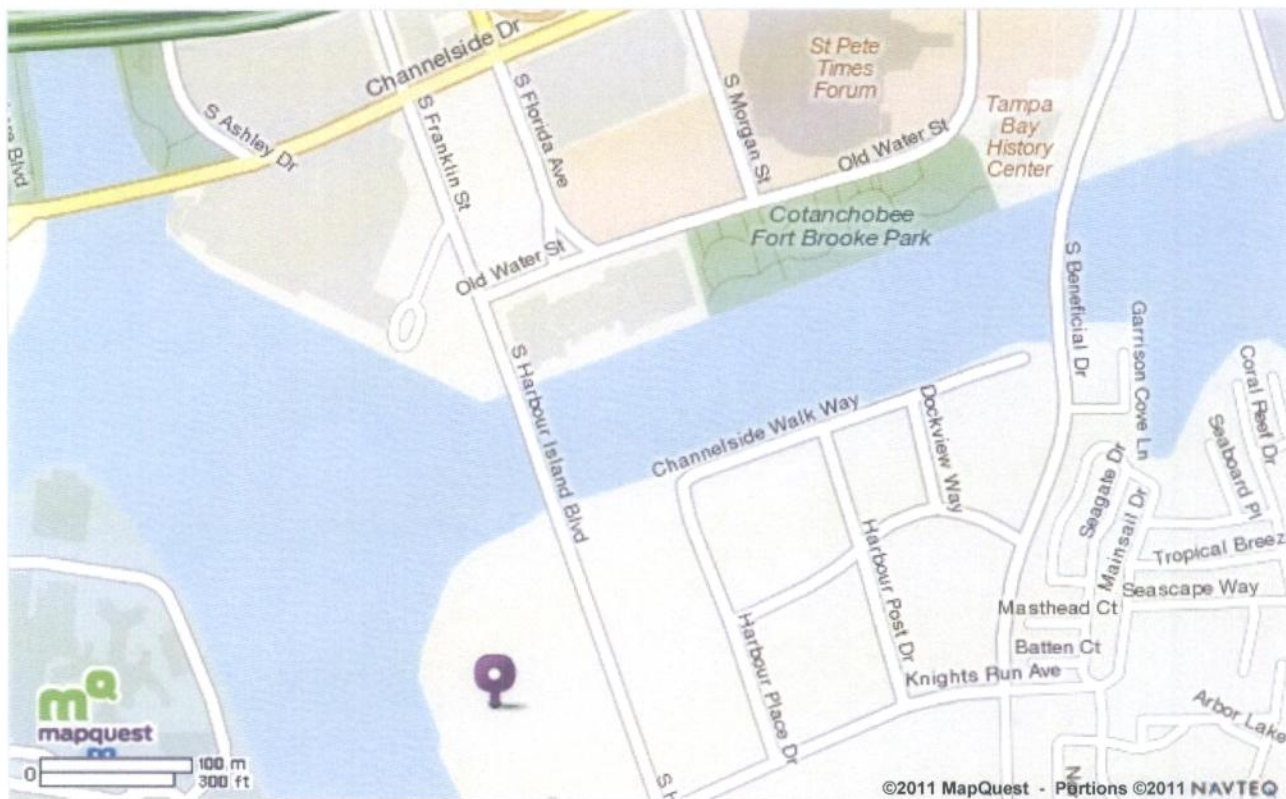 Channelside Dr
St Pete
Times
Forum
S Ashley Dr
S Franklin St
S Florida Ave
S Morgan St
Old Water St
Tampa
Bay
History
Center
Cotanchobee
Fort Brooke Park
Old Water St
S Beneficial Dr
Garrison Cove Ln
S Harbour Island Blvd
Channelside Walk Way
Dockview Way
Coral Reef Dr
Seaboard Pl
Seagate Dr
Mainsail Dr
Harbour Post Dr
Tropical Breez
Seascape Way
Masthead Ct
Batten Ct
Harbour Place Dr
Knights Run Ave
Arbor Lake
S H
mq
mapquest
m
0
100 m
300 ft
©2011 MapQuest - Portions ©2011 NAVTEQ